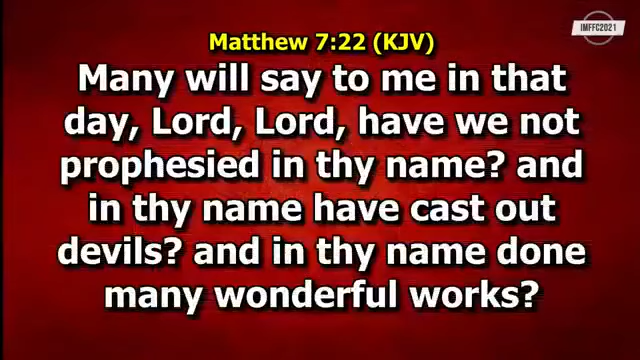 IMFFC2021
Matthew 7:22 (KJV)
Many will say to me in that
day, Lord, Lord, have we not
prophesied in thy name? and
in thy name have cast out
devils? and in thy name done
many wonderful works?